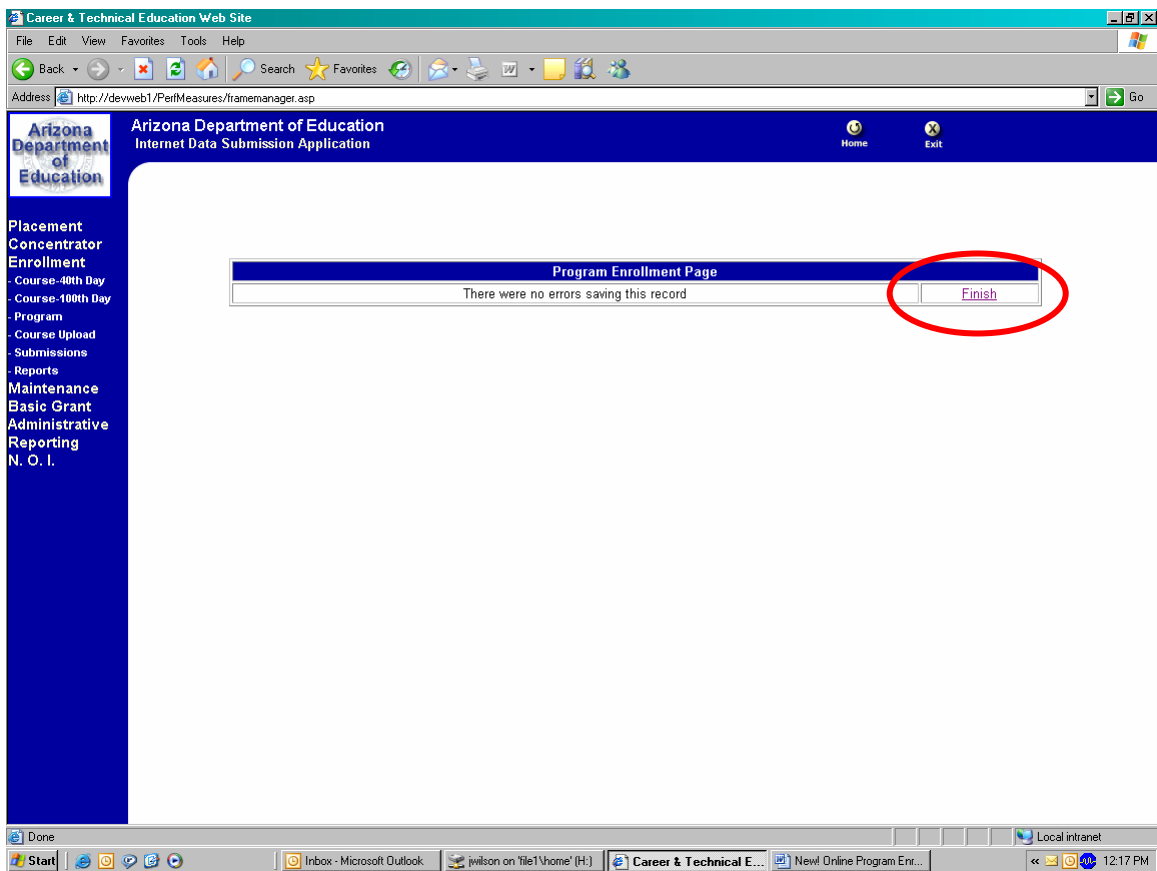 Career & Technical Education Web Site
File Edit View Favorites Tools Help
Back Search Favorites
Address http://devweb1/PerfMeasures/framemanager.asp Go
Arizona
Department
of
Education
Arizona Department of Education
Internet Data Submission Application
Home Exit
Placement
Concentrator
Enrollment
- Course-40th Day
- Course-100th Day
- Program
- Course Upload
- Submissions
- Reports
Maintenance
Basic Grant
Administrative
Reporting
N. O. I.
Program Enrollment Page
There were no errors saving this record Finish
Done Local intranet
Start Inbox - Microsoft Outlook jwilson on 'file1\home' (H:) Career & Technical E... New! Online Program Enr... « 12:17 PM